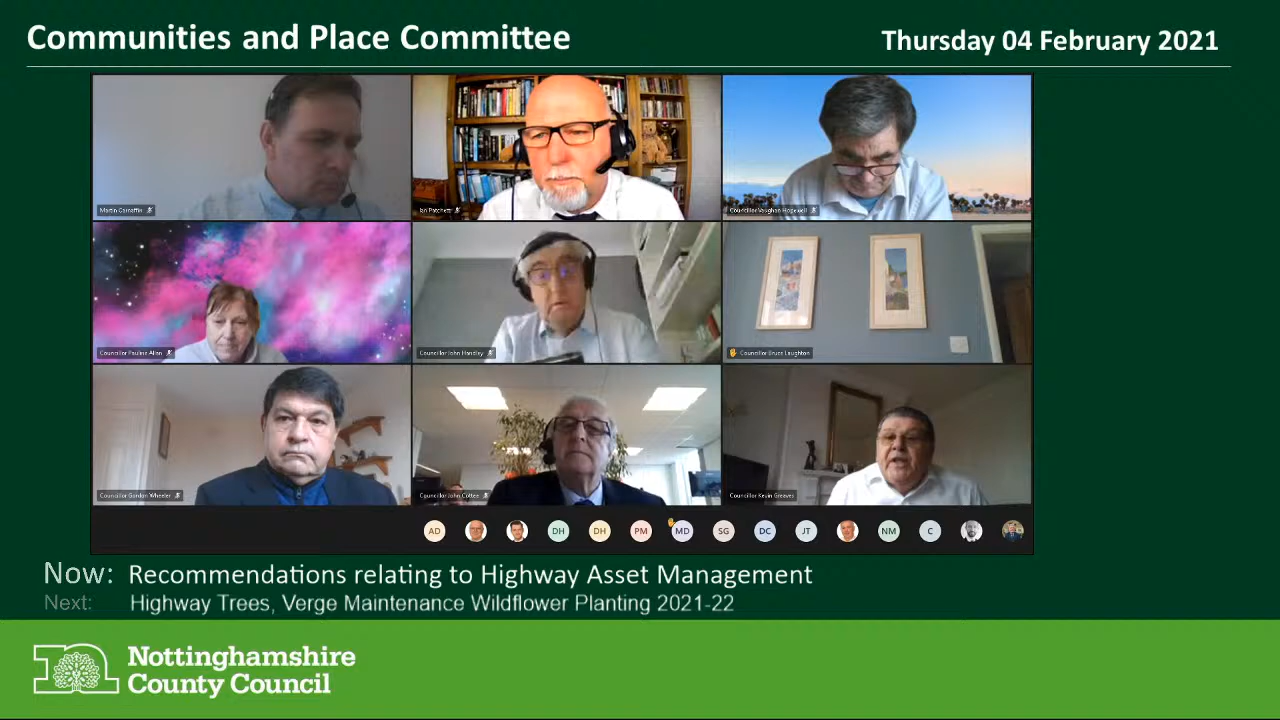 Communities and Place Committee
Thursday 04 February 2021
Ian Patchett
Councillor Vaughan Hopewell
Councillor Pauline Allan
Councillor John Handley
Councillor Bruce Laughton
Councillor Gordon Wheeler
Councillor John Cottee
Councillor Kevin Greaves
AD
DH
DH
PM
MD
SG
DC
JT
NM
C
Now: Recommendations relating to Highway Asset Management
Next: Highway Trees, Verge Maintenance Wildflower Planting 2021-22
Nottinghamshire
County Council